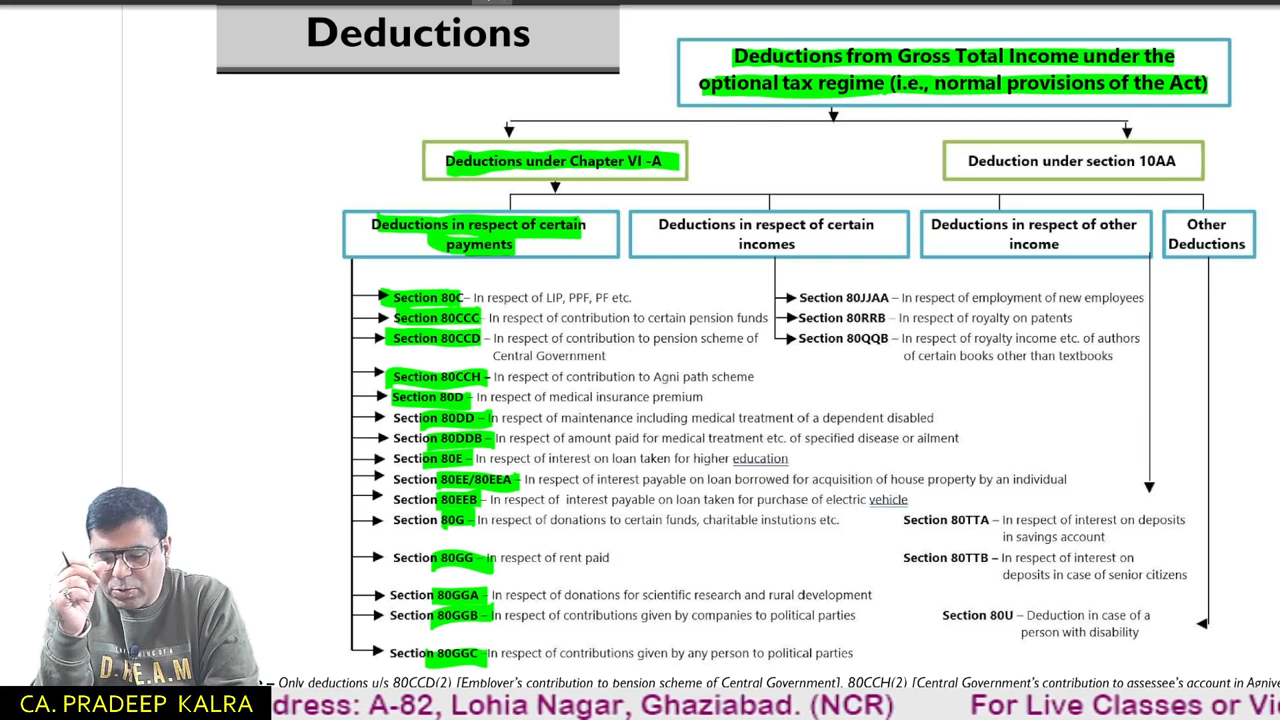 Deductions
Deductions from Gross Total Income under the
optional tax regime (i.e., normal provisions of the Act)
Deductions under Chapter VI -A
Deduction under section 10AA
Deductions in respect of certain
payments
Deductions in respect of certain
incomes
Deductions in respect of other
income
Other
Deductions
Section 80C– In respect of LIP, PPF, PF etc.
Section 80CCC- In respect of contribution to certain pension funds
Section 80CCD – In respect of contribution to pension scheme of
Central Government
Section 80CCH – In respect of contribution to Agni path scheme
Section 80D – In respect of medical insurance premium
Section 80DD – In respect of maintenance including medical treatment of a dependent disabled
Section 80DDB – In respect of amount paid for medical treatment etc. of specified disease or ailment
Section 80E – In respect of interest on loan taken for higher education
Section 80EE/80EEA – In respect of interest payable on loan borrowed for acquisition of house property by an individual
Section 80EEB – In respect of interest payable on loan taken for purchase of electric vehicle
Section 80G – In respect of donations to certain funds, charitable instutions etc.
Section 80GG – In respect of rent paid
Section 80GGA – In respect of donations for scientific research and rural development
Section 80GGB – In respect of contributions given by companies to political parties
Section 80GGC –In respect of contributions given by any person to political parties
Section 80JJAA – In respect of employment of new employees
Section 80RRB – In respect of royalty on patents
Section 80QQB – In respect of royalty income etc. of authors
of certain books other than textbooks
Section 80TTA – In respect of interest on deposits
in savings account
Section 80TTB – In respect of interest on
deposits in case of senior citizens
Section 80U – Deduction in case of a
person with disability
– Only deductions u/s 80CCD(2) [Employer's contribution to pension scheme of Central Government], 80CCH(2) [Central Government's contribution to assessee's account in Agnive
D·R.E.A.M
CA. PRADEEP KALRA
dress: A-82, Lohia Nagar, Ghaziabad. (NCR) For Live Classes or Vi